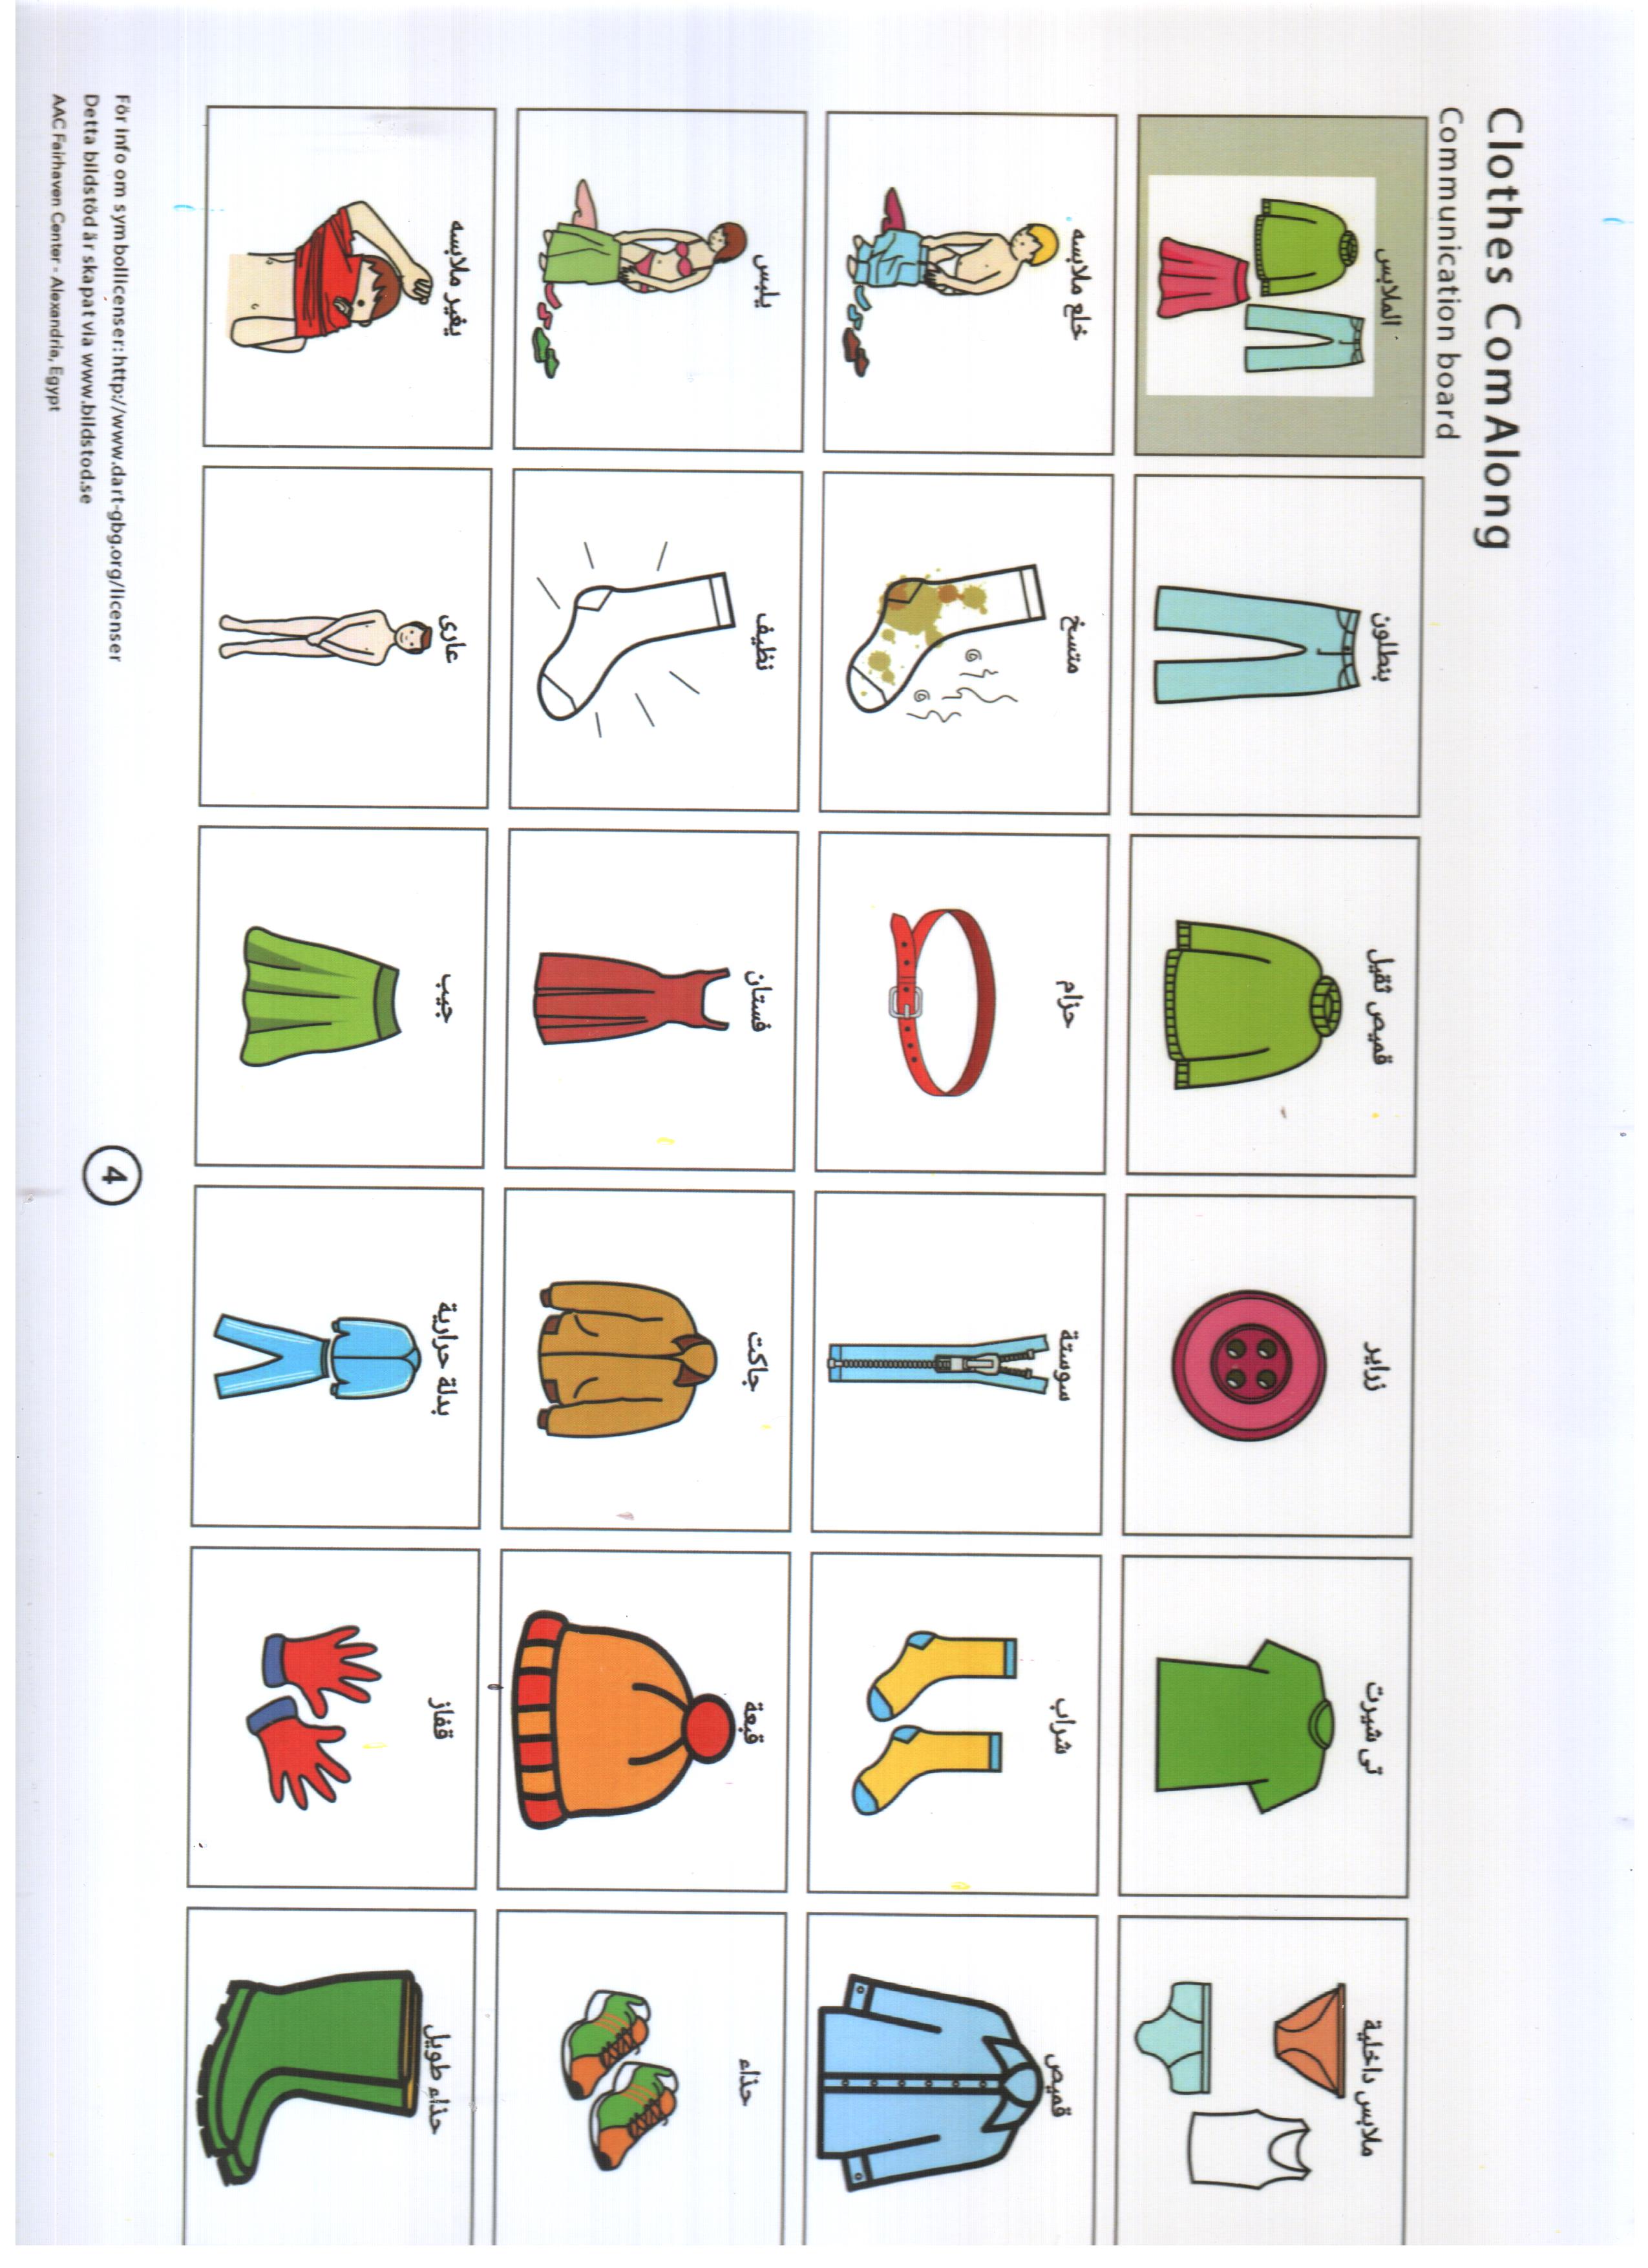 Clothes ComAlong
Communication board
الملابس
بنطلون
قميص ثقيل
زراير
تى شيرت
ملابس داخلية
خلع ملابسه
متسخ
حزام
سوستة
شراب
قميص
يلبس
نظيف
فستان
جاكت
قبعة
حذاء
يغير ملابسه
عارى
جيب
بدلة حرارية
قفاز
حذاء طويل
För info om symbollicenser: http://www.dart-gbg.org/licenser
Detta bildstöd är skapat via www.bildstod.se
AAC Fairhaven Center - Alexandria, Egypt
4